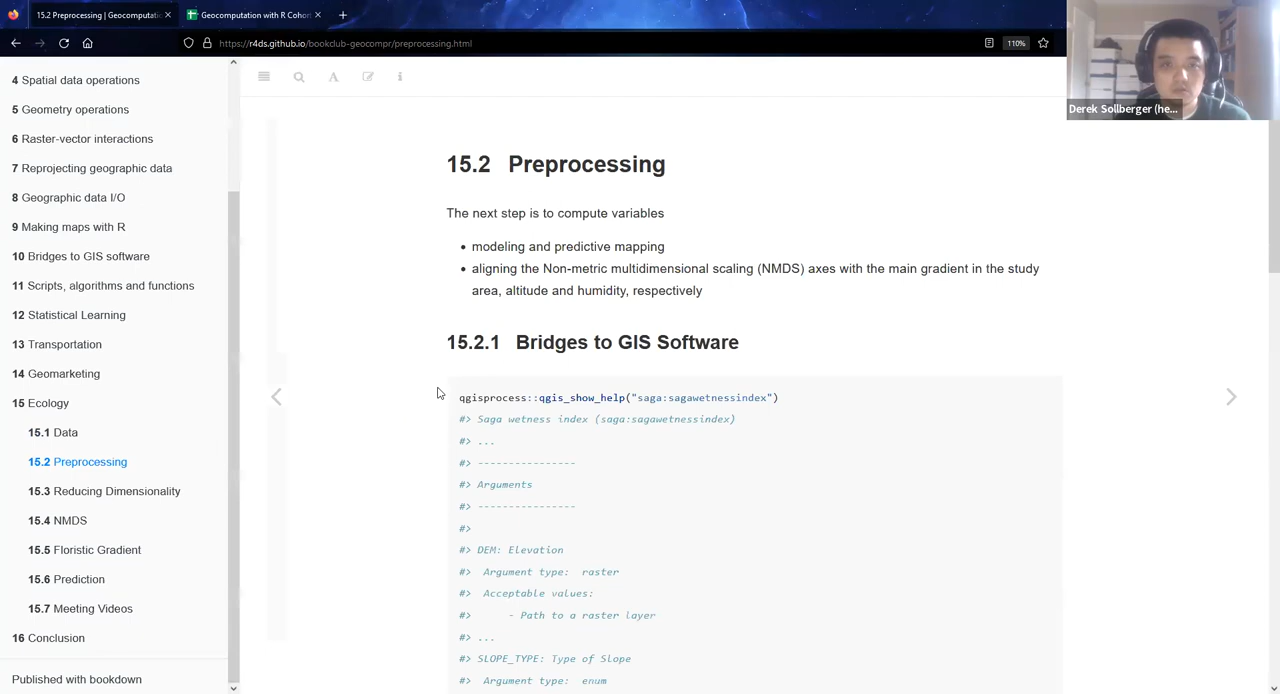 15.2 Preprocessing | Geocomputatio
Geocomputation with R Cohor
https://r4ds.github.io/bookclub-geocompr/preprocessing.html
110%
Derek Sollberger (he...
4 Spatial data operations
5 Geometry operations
6 Raster-vector interactions
7 Reprojecting geographic data
8 Geographic data I/O
9 Making maps with R
10 Bridges to GIS software
11 Scripts, algorithms and functions
12 Statistical Learning
13 Transportation
14 Geomarketing
15 Ecology
15.1 Data
15.2 Preprocessing
15.3 Reducing Dimensionality
15.4 NMDS
15.5 Floristic Gradient
15.6 Prediction
15.7 Meeting Videos
16 Conclusion
Published with bookdown
15.2 Preprocessing
The next step is to compute variables
• modeling and predictive mapping
• aligning the Non-metric multidimensional scaling (NMDS) axes with the main gradient in the study
area, altitude and humidity, respectively
15.2.1 Bridges to GIS Software
qgisprocess::qgis_show_help("saga:sagawetnessindex")
#> Saga wetness index (saga:sagawetnessindex)
#> ...
#> ----------------
#> Arguments
#> ----------------
#>
#> DEM: Elevation
#> Argument type: raster
#> Acceptable values:
#> - Path to a raster layer
#> ...
#> SLOPE_TYPE: Type of Slope
#> Argument type: enum